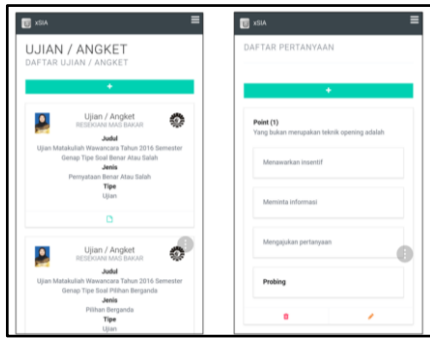 xSIA
UJIAN / ANGKET
DAFTAR UJIAN / ANGKET
+
Ujian / Angket
RESEKIANI MAS BAKAR
Judul
Ujian Matakuliah Wawancara Tahun 2016 Semester
Genap Tipe Soal Benar Atau Salah
Jenis
Pernyataan Benar Atau Salah
Tipe
Ujian
Ujian / Angket
RESEKIANI MAS BAKAR
Judul
Ujian Matakuliah Wawancara Tahun 2016 Semester
Genap Tipe Soal Pilihan Berganda
Jenis
Pilihan Berganda
Tipe
Ujian
xSIA
DAFTAR PERTANYAAN
+
Point (1)
Yang bukan merupakan teknik opening adalah
Menawarkan insentif
Meminta informasi
Mengajukan pertanyaan
Probing